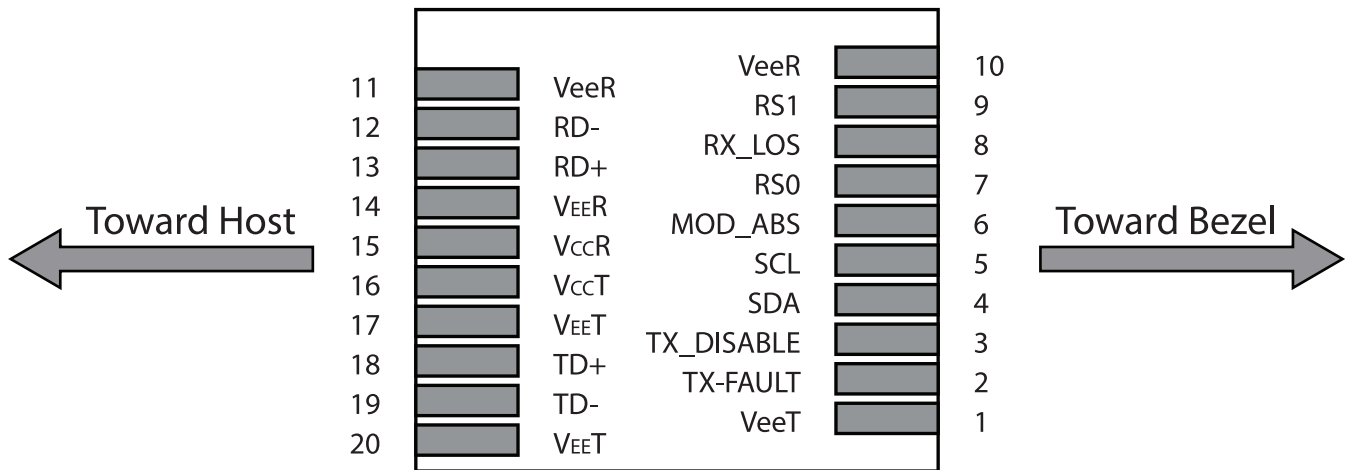 VeeR 10
11 VeeR
RS1 9
12 RD-
RX_LOS 8
13 RD+
RS0 7
14 VEER
Toward Host
MOD_ABS 6
Toward Bezel
15 VCCR
SCL 5
16 VCCT
SDA 4
17 VEET
TX_DISABLE 3
18 TD+
TX-FAULT 2
19 TD-
VeeT 1
20 VEET